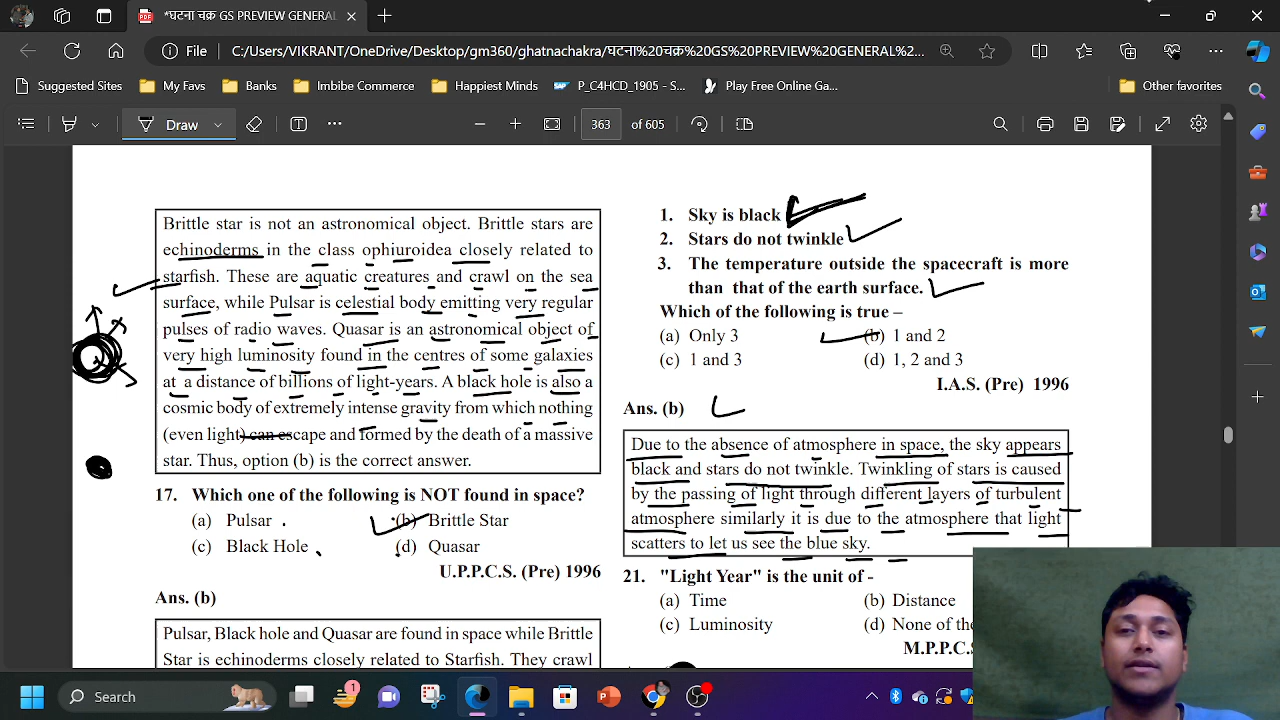 *घटना चक्र GS PREVIEW GENERAL
File C:/Users/VIKRANT/OneDrive/Desktop/gm360/ghatnachakra/घटना%20चक्र%20GS%20PREVIEW%20GENERAL%2...
Suggested Sites My Favs Banks Imbibe Commerce Happiest Minds P_C4HCD_1905 - S... Play Free Online Ga... Other favorites
Draw 363 of 605
Brittle star is not an astronomical object. Brittle stars are
echinoderms in the class ophiuroidea closely related to
starfish. These are aquatic creatures and crawl on the sea
surface, while Pulsar is celestial body emitting very regular
pulses of radio waves. Quasar is an astronomical object of
very high luminosity found in the centres of some galaxies
at a distance of billions of light-years. A black hole is also a
cosmic body of extremely intense gravity from which nothing
(even light) can escape and formed by the death of a massive
star. Thus, option (b) is the correct answer.
17. Which one of the following is NOT found in space?
(a) Pulsar (b) Brittle Star
(c) Black Hole (d) Quasar
U.P.P.C.S. (Pre) 1996
Ans. (b)
Pulsar, Black hole and Quasar are found in space while Brittle
Star is echinoderms closely related to Starfish. They crawl
1. Sky is black
2. Stars do not twinkle
3. The temperature outside the spacecraft is more
than that of the earth surface.
Which of the following is true –
(a) Only 3 (b) 1 and 2
(c) 1 and 3 (d) 1, 2 and 3
I.A.S. (Pre) 1996
Ans. (b)
Due to the absence of atmosphere in space, the sky appears
black and stars do not twinkle. Twinkling of stars is caused
by the passing of light through different layers of turbulent
atmosphere similarly it is due to the atmosphere that light
scatters to let us see the blue sky.
21. "Light Year" is the unit of -
(a) Time (b) Distance
(c) Luminosity (d) None of the
M.P.P.C.S.
Search
1